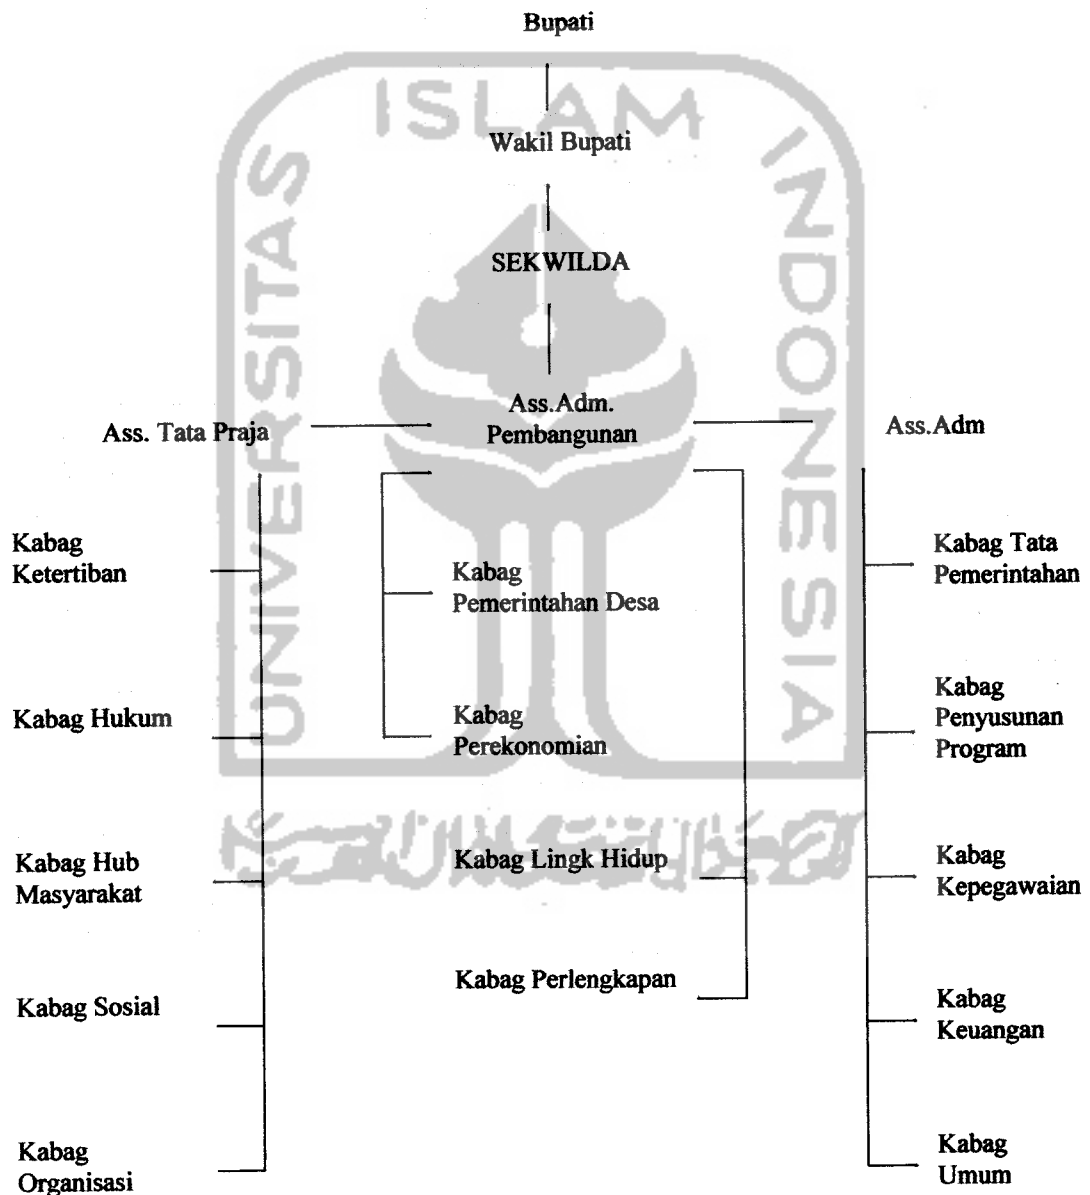 Bupati
ISLAM
UNIVERSITAS
INDONESIA
Wakil Bupati
SEKWILDA
Ass. Tata Praja
Ass.Adm.
Pembangunan
Ass.Adm
Kabag
Ketertiban
Kabag Hukum
Kabag Hub
Masyarakat
Kabag Sosial
Kabag
Organisasi
Kabag
Pemerintahan Desa
Kabag
Perekonomian
Kabag Lingk Hidup
Kabag Perlengkapan
Kabag Tata
Pemerintahan
Kabag
Penyusunan
Program
Kabag
Kepegawaian
Kabag
Keuangan
Kabag
Umum